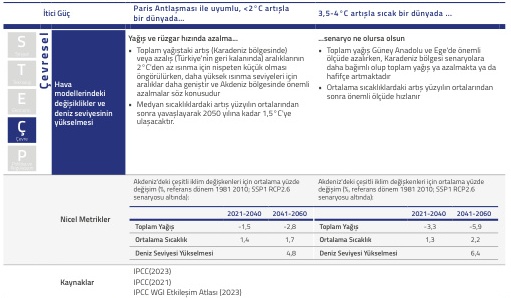 İtici Güç
Paris Antlaşması ile uyumlu, <2°C artışla
bir dünyada...
3,5-4°C artışla sıcak bir dünyada ...
S
T
E
Ç
Çevre
P
Çevresel
Hava
modellerindeki
değişiklikler ve
deniz seviyesinin
yükselmesi
Yağış ve rüzgar hızında azalma...
• Toplam yağıştaki artış (Karadeniz bölgesinde)
veya azalış (Türkiye'nin geri kalanında) aralıklarının
2°C'den az ısınma için nispeten küçük olması
öngörülürken, daha yüksek ısınma seviyeleri için
aralıklar daha geniştir ve Akdeniz bölgesinde önemli
azalmalar söz konusudur
• Medyan sıcaklıklardaki artış yüzyılın ortalarından
sonra yavaşlayarak 2050 yılına kadar 1,5°C'ye
ulaşacaktır.
...senaryo ne olursa olsun
• Toplam yağış Güney Anadolu ve Ege'de önemli
ölçüde azalırken, Karadeniz bölgesi senaryolara
daha bağımlı olup toplam yağış ya azalmakta ya da
hafifçe artmaktadır
• Ortalama sıcaklıklardaki artış yüzyılın ortalarından
sonra önemli ölçüde hızlanır
Nicel Metrikler
Akdeniz'deki çeşitli iklim değişkenleri için ortalama yüzde
değişim (%, referans dönem 1981 2010; SSP1 RCP2.6
senaryosu altında):
2021-2040 2041-2060
Toplam Yağış -1,5 -2,8
Ortalama Sıcaklık 1,4 1,7
Deniz Seviyesi Yükselmesi 4,8
Akdeniz'deki çeşitli iklim değişkenleri için ortalama yüzde
değişim (%, referans dönem 1981 2010; SSP1 RCP2.6
senaryosu altında):
2021-2040 2041-2060
Toplam Yağış -3,3 -5,9
Ortalama Sıcaklık 1,3 2,2
Deniz Seviyesi Yükselmesi 6,4
Kaynaklar
IPCC(2023)
IPCC(2021)
IPCC WGI Etkileşim Atlası (2023)